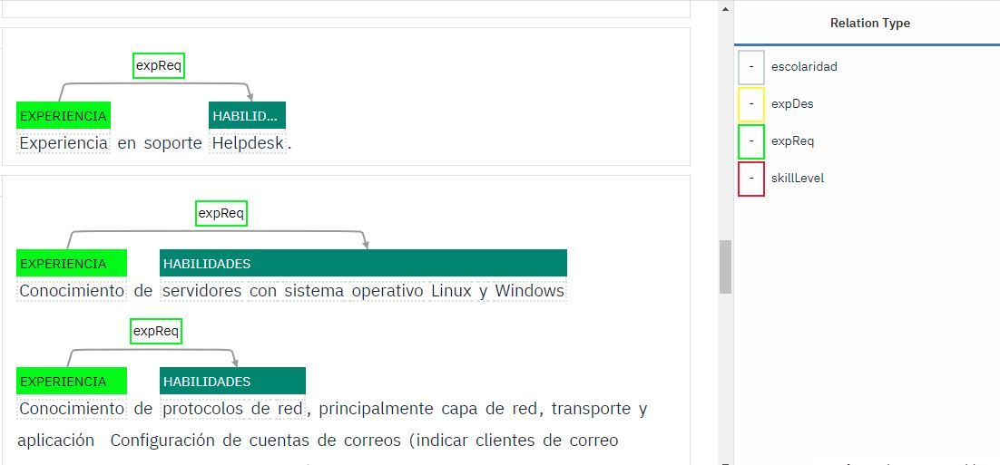 Relation Type
escolaridad
expDes
expReq
skillLevel
expReq
EXPERIENCIA HABILID...
Experiencia en soporte Helpdesk.
expReq
EXPERIENCIA HABILIDADES
Conocimiento de servidores con sistema operativo Linux y Windows
expReq
EXPERIENCIA HABILIDADES
Conocimiento de protocolos de red, principalmente capa de red, transporte y
aplicación Configuración de cuentas de correos (indicar clientes de correo